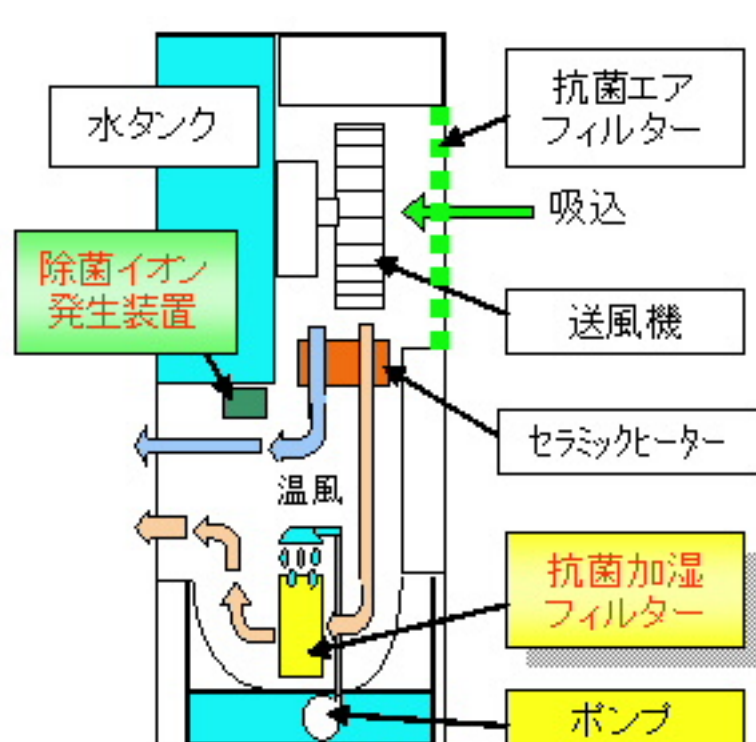 抗菌エア
フィルター
水タンク
吸込
除菌イオン
発生装置
送風機
セラミックヒーター
温風
抗菌加湿
フィルター
ポンプ